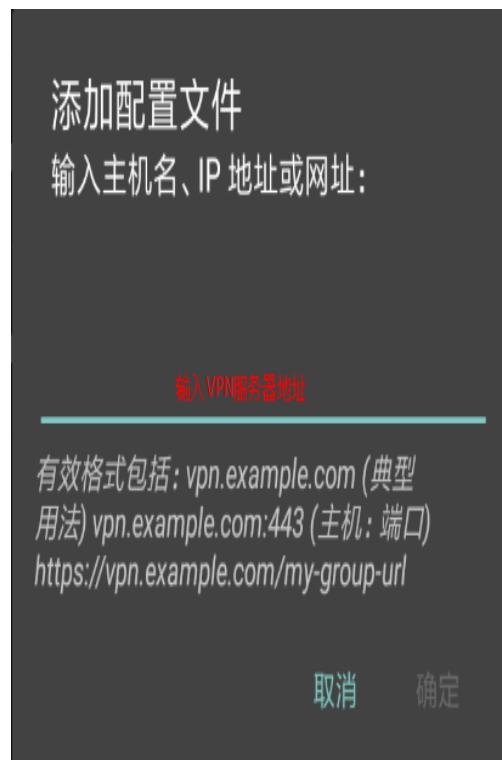 添加配置文件
输入主机名、IP 地址或网址：
输入 VPN服务器地址
有效格式包括：vpn.example.com (典型
用法) vpn.example.com:443 (主机：端口)
https://vpn.example.com/my-group-url
取消 确定